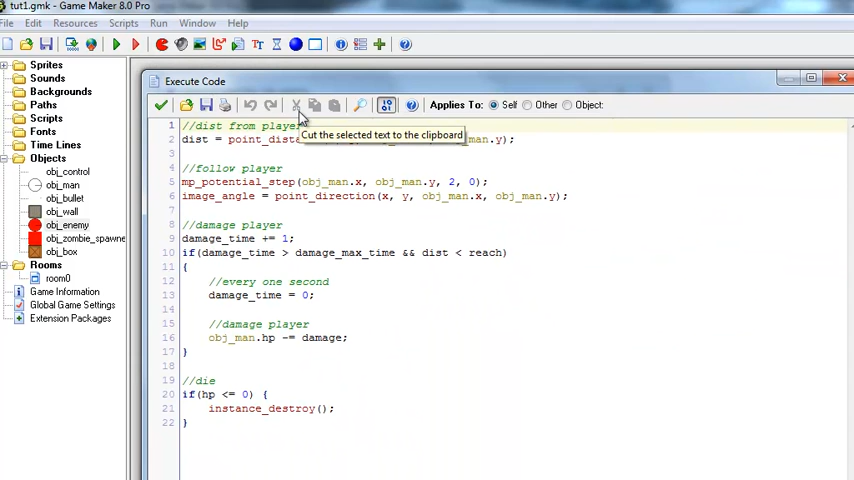 tut1.gmk - Game Maker 8.0 Pro
File Edit Resources Scripts Run Window Help
Sprites
Sounds
Backgrounds
Paths
Scripts
Fonts
Time Lines
Objects
obj_control
obj_man
obj_bullet
obj_wall
obj_enemy
obj_zombie_spawne
obj_box
Rooms
room0
Game Information
Global Game Settings
Extension Packages
Execute Code
Applies To: Self Other Object:
Cut the selected text to the clipboard
1 //dist from player
2 dist = point_dista man.y);
3
4 //follow player
5 mp_potential_step(obj_man.x, obj_man.y, 2, 0);
6 image_angle = point_direction(x, y, obj_man.x, obj_man.y);
7
8 //damage player
9 damage_time += 1;
10 if(damage_time > damage_max_time && dist < reach)
11 {
12 //every one second
13 damage_time = 0;
14
15 //damage player
16 obj_man.hp -= damage;
17 }
18
19 //die
20 if(hp <= 0) {
21 instance_destroy();
22 }